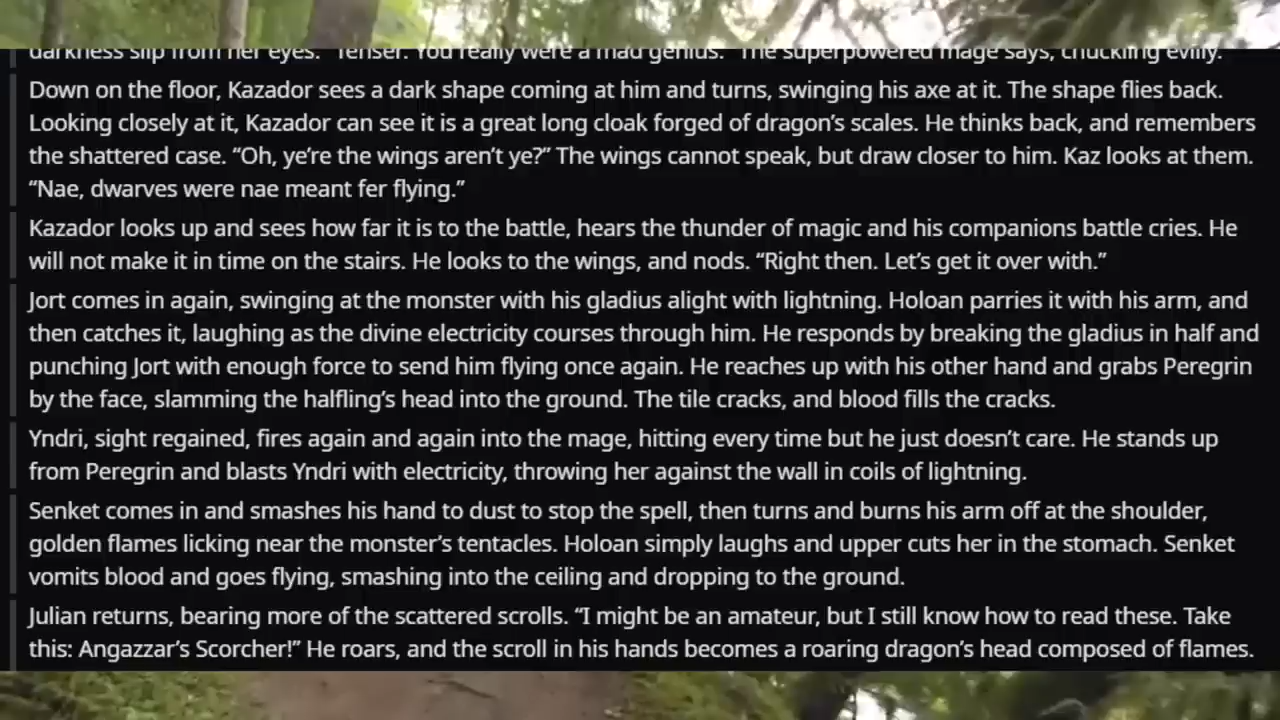 darkness slip from her eyes. “Tenser. You really were a mad genius.” The superpowered mage says, chuckling evilly.
Down on the floor, Kazador sees a dark shape coming at him and turns, swinging his axe at it. The shape flies back.
Looking closely at it, Kazador can see it is a great long cloak forged of dragon’s scales. He thinks back, and remembers
the shattered case. “Oh, ye’re the wings aren’t ye?” The wings cannot speak, but draw closer to him. Kaz looks at them.
“Nae, dwarves were nae meant fer flying.”
Kazador looks up and sees how far it is to the battle, hears the thunder of magic and his companions battle cries. He
will not make it in time on the stairs. He looks to the wings, and nods. “Right then. Let’s get it over with.”
Jort comes in again, swinging at the monster with his gladius alight with lightning. Holoan parries it with his arm, and
then catches it, laughing as the divine electricity courses through him. He responds by breaking the gladius in half and
punching Jort with enough force to send him flying once again. He reaches up with his other hand and grabs Peregrin
by the face, slamming the halfling’s head into the ground. The tile cracks, and blood fills the cracks.
Yndri, sight regained, fires again and again into the mage, hitting every time but he just doesn’t care. He stands up
from Peregrin and blasts Yndri with electricity, throwing her against the wall in coils of lightning.
Senket comes in and smashes his hand to dust to stop the spell, then turns and burns his arm off at the shoulder,
golden flames licking near the monster’s tentacles. Holoan simply laughs and upper cuts her in the stomach. Senket
vomits blood and goes flying, smashing into the ceiling and dropping to the ground.
Julian returns, bearing more of the scattered scrolls. “I might be an amateur, but I still know how to read these. Take
this: Angazzar’s Scorcher!” He roars, and the scroll in his hands becomes a roaring dragon’s head composed of flames.